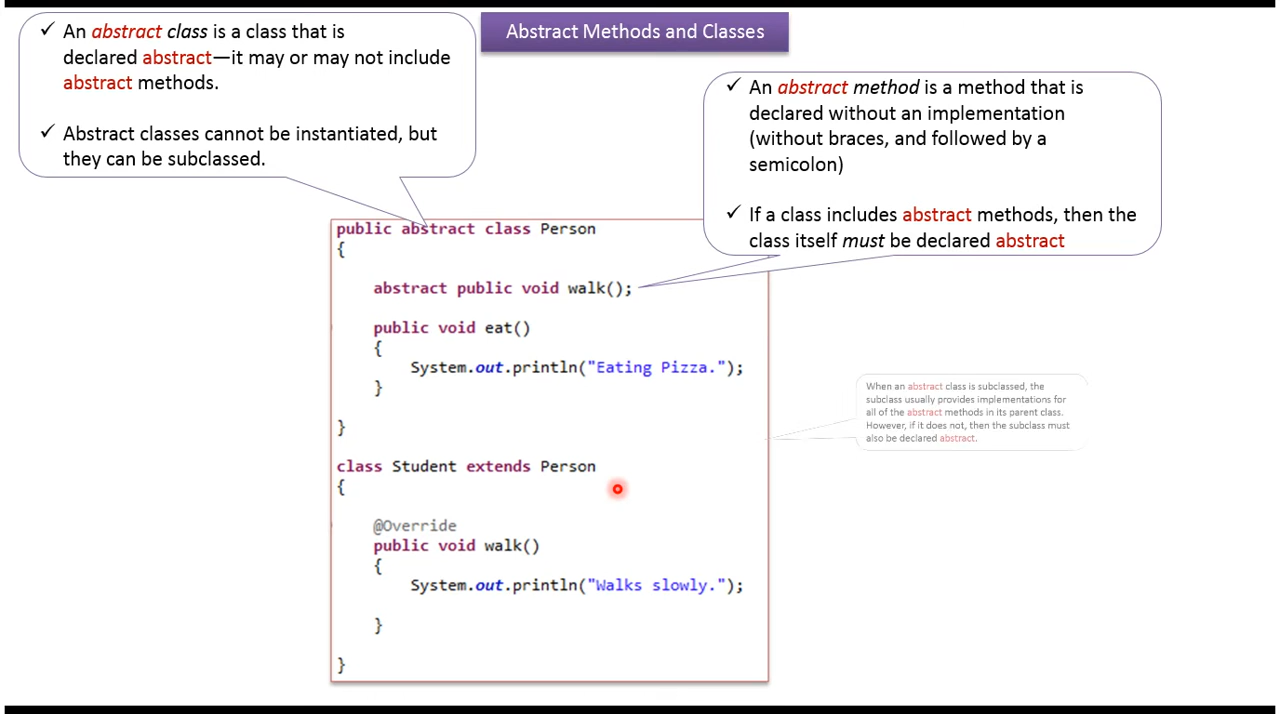 Abstract Methods and Classes
✓ An abstract class is a class that is
declared abstract—it may or may not include
abstract methods.
✓ Abstract classes cannot be instantiated, but
they can be subclassed.
✓ An abstract method is a method that is
declared without an implementation
(without braces, and followed by a
semicolon)
✓ If a class includes abstract methods, then the
class itself must be declared abstract
public abstract class Person
{
abstract public void walk();
public void eat()
{
System.out.println("Eating Pizza.");
}
}
class Student extends Person
{
@Override
public void walk()
{
System.out.println("Walks slowly.");
}
}
When an abstract class is subclassed, the
subclass usually provides implementations for
all of the abstract methods in its parent class.
However, if it does not, then the subclass must
also be declared abstract.